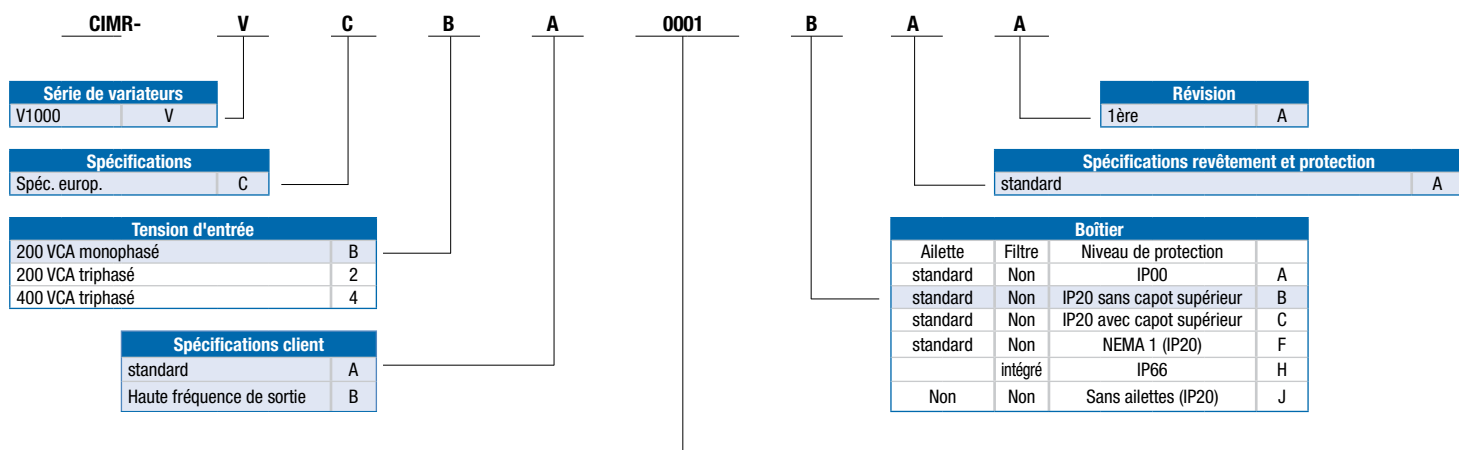 CIMR- V C B A 0001 B A A
Série de variateurs
V1000 V
Révision
1ère A
Spécifications
Spéc. europ. C
Spécifications revêtement et protection
standard A
Tension d'entrée
200 VCA monophasé B
200 VCA triphasé 2
400 VCA triphasé 4
Boîtier
Ailette Filtre Niveau de protection
standard Non IP00 A
standard Non IP20 sans capot supérieur B
standard Non IP20 avec capot supérieur C
standard Non NEMA 1 (IP20) F
intégré IP66 H
Non Non Sans ailettes (IP20) J
Spécifications client
standard A
Haute fréquence de sortie B